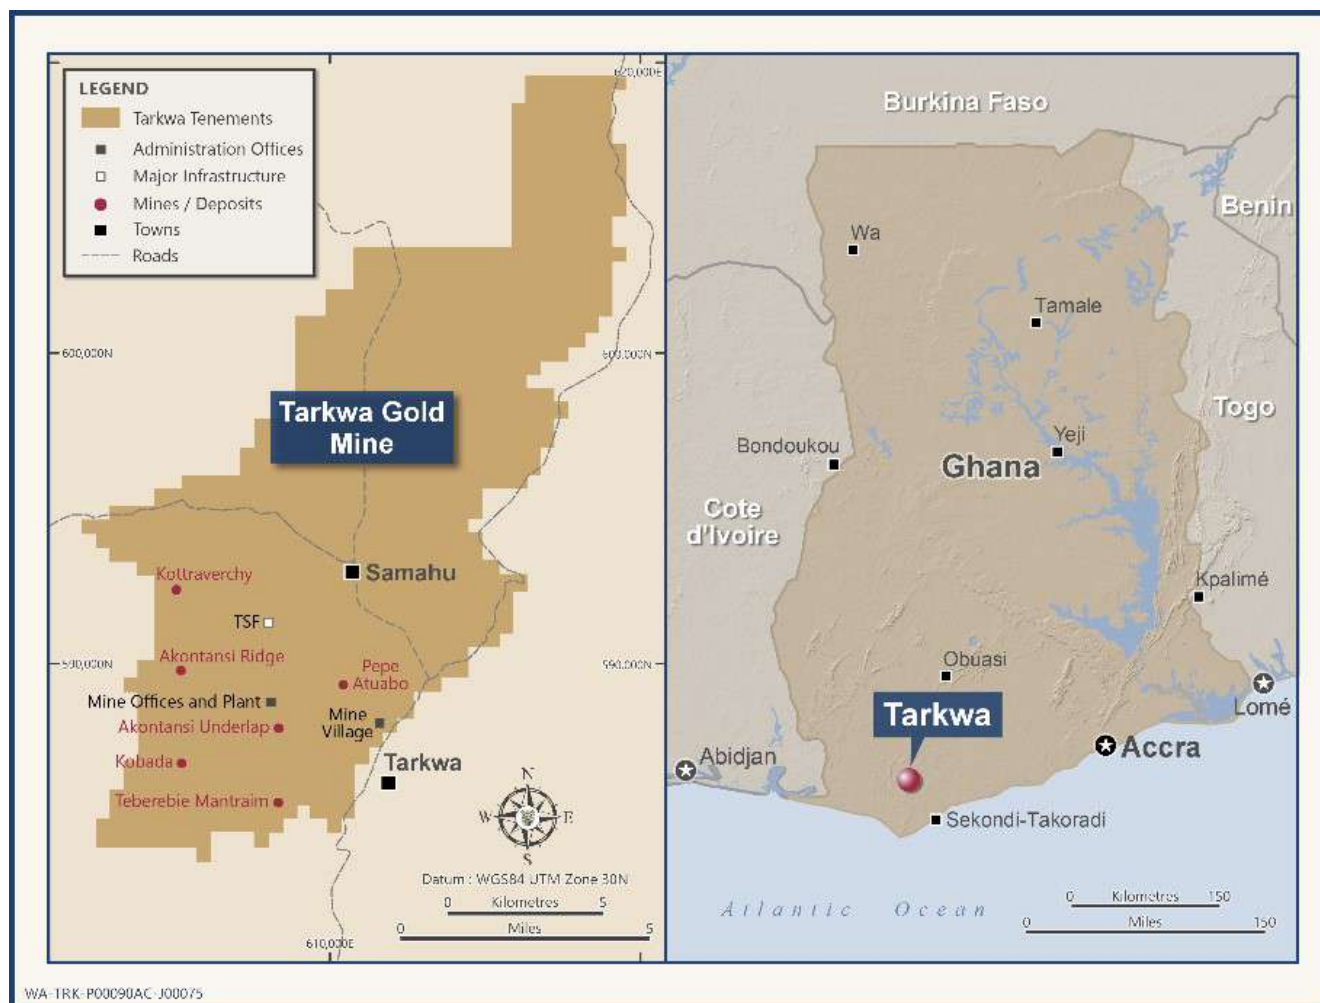 LEGEND
Tarkwa Tenements
Administration Offices
Major Infrastructure
Mines / Deposits
Towns
Roads
620,000E
600,000N
600,000N
Tarkwa Gold
Mine
Kottraverchy
Samahu
TSF
590,000N
590,000N
Akontansi Ridge
Pepe
Atuabo
Mine Offices and Plant
Mine
Village
Akontansi Underlap
Kobada
Tarkwa
Teberebie Mantraim
N
W
E
S
Datum : WGS84 UTM Zone 30N
0 Kilometres 5
0 Miles 5
610,000E
Burkina Faso
Benin
Wa
Tamale
Togo
Yeji
Bondoukou
Ghana
Cote
d'Ivoire
Kpalimé
Obuasi
Lomé
Tarkwa
Accra
Abidjan
Sekondi-Takoradi
Atlantic Ocean
0 Kilometres 150
0 Miles 150
WA-TRK-P00090AC-J00075